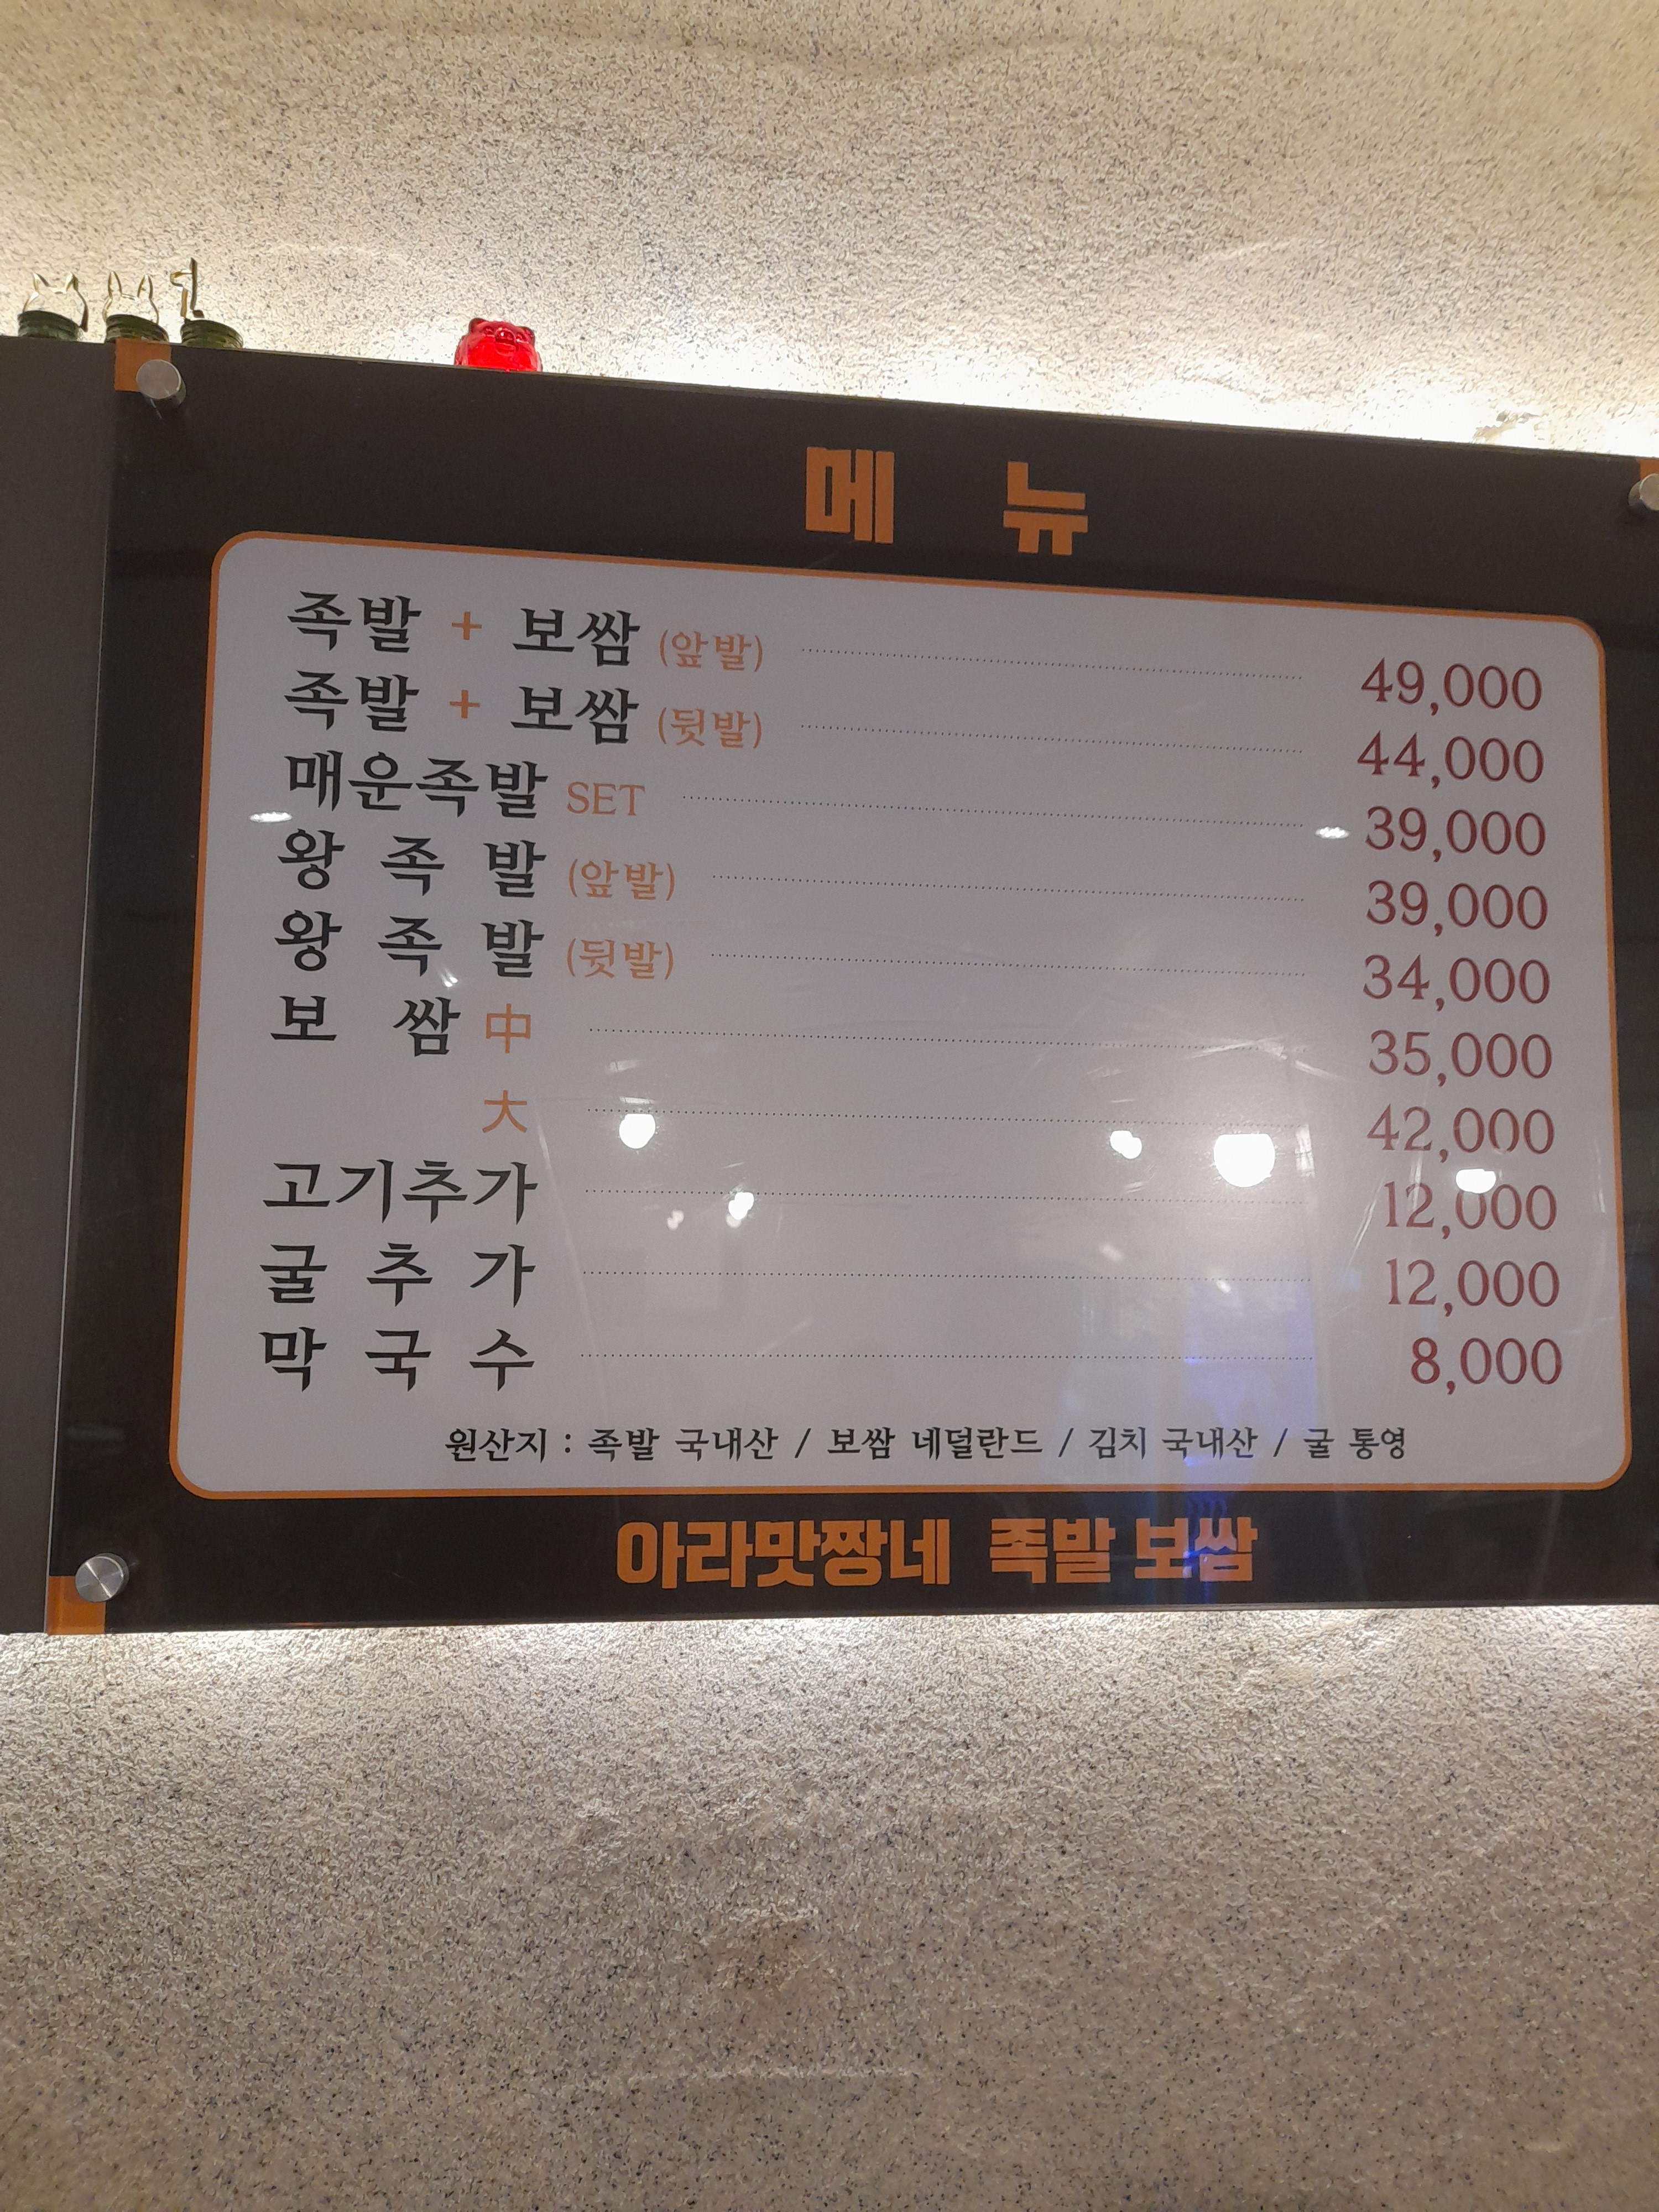 메 뉴
족발 + 보쌈 (앞발) 49,000
족발 + 보쌈 (뒷발) 44,000
매운족발 SET 39,000
왕 족 발 (앞발) 39,000
왕 족 발 (뒷발) 34,000
보 쌈 中 35,000
大 42,000
고기추가 12,000
굴 추 가 12,000
막 국 수 8,000
원산지 : 족발 국내산 / 보쌈 네덜란드 / 김치 국내산 / 굴 통영
아라맛짱네 족발 보쌈